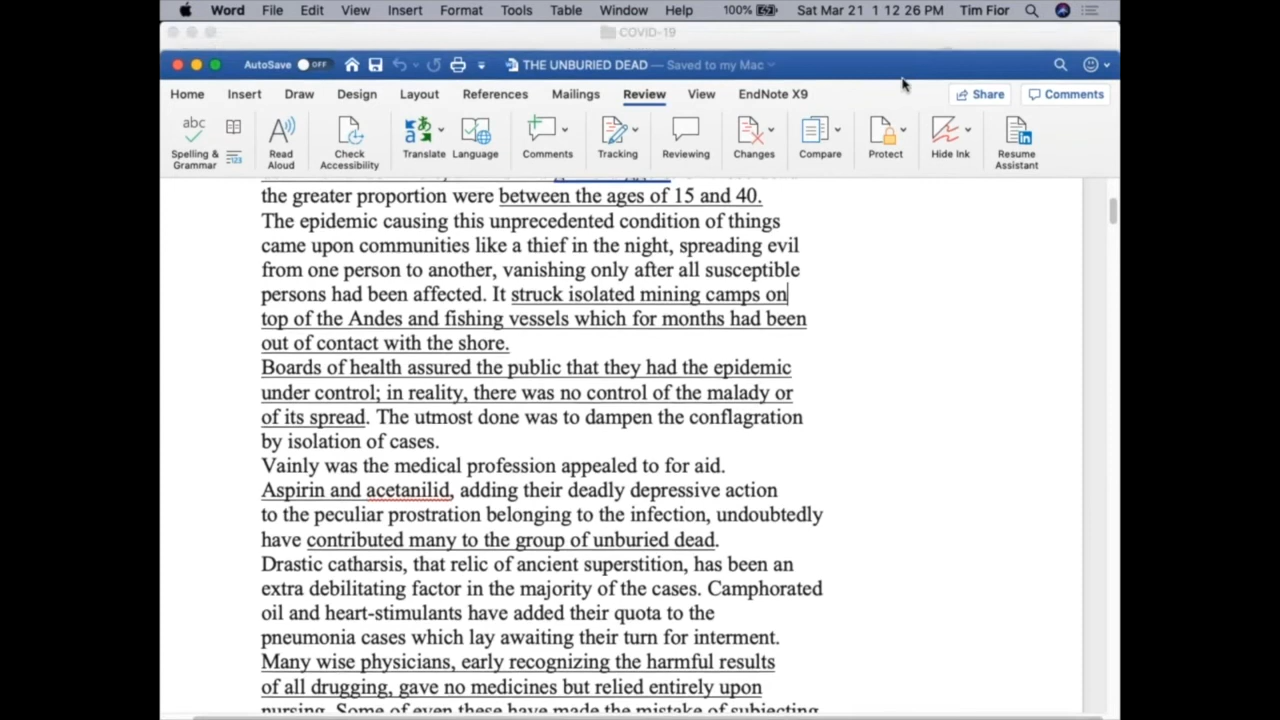 Word File Edit View Insert Format Tools Table Window Help 100% Sat Mar 21 1 12 26 PM Tim Fior
COVID-19
AutoSave OFF THE UNBURIED DEAD — Saved to my Mac
Home Insert Draw Design Layout References Mailings Review View EndNote X9 Share Comments
abc
Spelling & Grammar
123
Read Aloud
Check Accessibility
Translate
Language
Comments
Tracking
Reviewing
Changes
Compare
Protect
Hide Ink
Resume Assistant
the greater proportion were between the ages of 15 and 40.
The epidemic causing this unprecedented condition of things
came upon communities like a thief in the night, spreading evil
from one person to another, vanishing only after all susceptible
persons had been affected. It struck isolated mining camps on
top of the Andes and fishing vessels which for months had been
out of contact with the shore.
Boards of health assured the public that they had the epidemic
under control; in reality, there was no control of the malady or
of its spread. The utmost done was to dampen the conflagration
by isolation of cases.
Vainly was the medical profession appealed to for aid.
Aspirin and acetanilid, adding their deadly depressive action
to the peculiar prostration belonging to the infection, undoubtedly
have contributed many to the group of unburied dead.
Drastic catharsis, that relic of ancient superstition, has been an
extra debilitating factor in the majority of the cases. Camphorated
oil and heart-stimulants have added their quota to the
pneumonia cases which lay awaiting their turn for interment.
Many wise physicians, early recognizing the harmful results
of all drugging, gave no medicines but relied entirely upon
nursing. Some of even these have made the mistake of subjecting